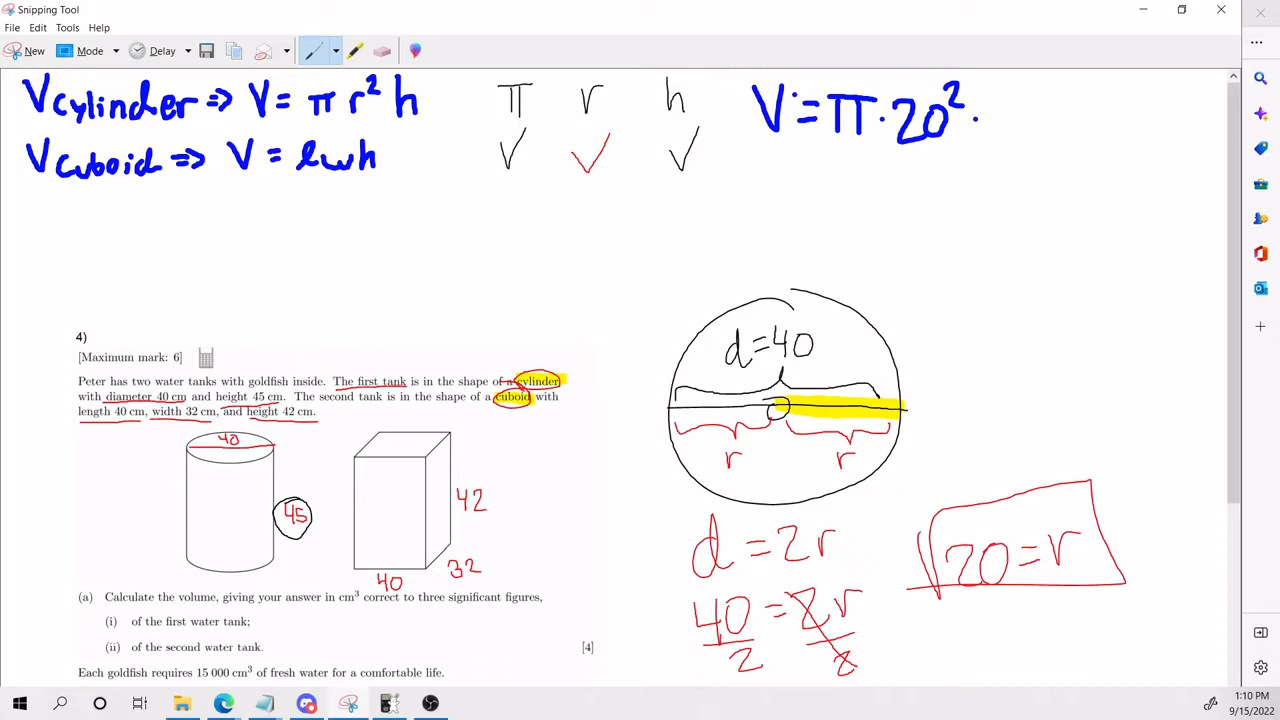 Snipping Tool
File Edit Tools Help
New Mode Delay
Vcylinder ⇒ V = π r² h
π r h
V = π · 20² ·
Vcuboid ⇒ V = lwh
✓ ✓ ✓
4)
[Maximum mark: 6]
Peter has two water tanks with goldfish inside. The first tank is in the shape of a cylinder
with diameter 40 cm and height 45 cm. The second tank is in the shape of a cuboid with
length 40 cm, width 32 cm, and height 42 cm.
40
45
42
32
40
(a) Calculate the volume, giving your answer in cm³ correct to three significant figures,
(i) of the first water tank;
(ii) of the second water tank. [4]
Each goldfish requires 15 000 cm³ of fresh water for a comfortable life.
d = 40
r r
d = 2r
40 = 2r
2 2
20 = r
1:10 PM
9/15/2022